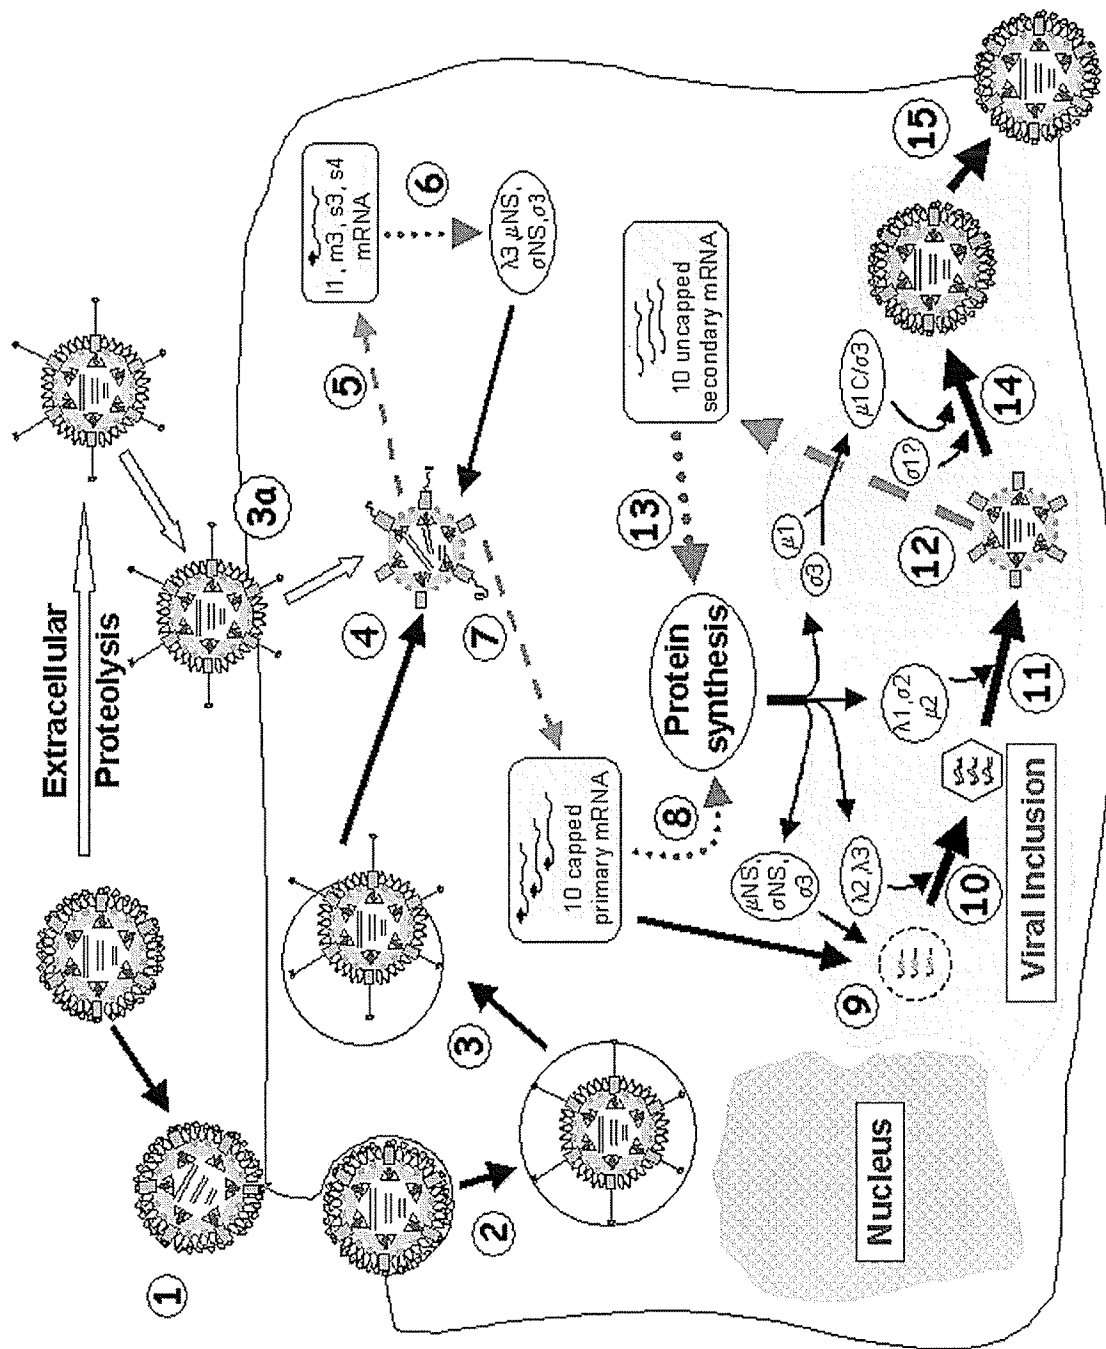 Extracellular
Proteolysis
1
2
3
3a
4
5
l1, m3, s3, s4
mRNA
6
λ3 μNS,
σNS,σ3
7
10 capped
primary mRNA
8
Protein
synthesis
13
10 uncapped
secondary mRNA
μNS,
σNS,
σ3
λ2 λ3
λ1,σ2
μ2
σ3
μ1
μ1C/σ3
σ1?
9
10
11
12
14
15
Nucleus
Viral Inclusion